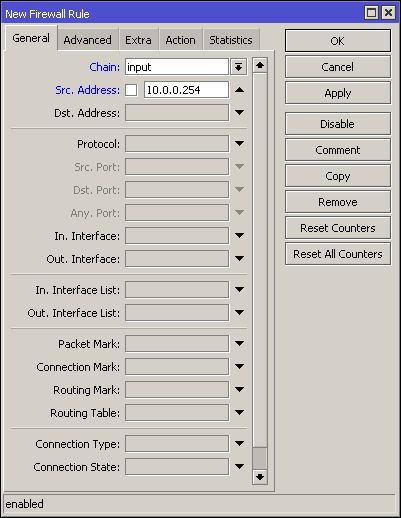 New Firewall Rule
General Advanced Extra Action Statistics
Chain: input
Src. Address: 10.0.0.254
Dst. Address:
Protocol:
Src. Port:
Dst. Port:
Any. Port:
In. Interface:
Out. Interface:
In. Interface List:
Out. Interface List:
Packet Mark:
Connection Mark:
Routing Mark:
Routing Table:
Connection Type:
Connection State:
OK
Cancel
Apply
Disable
Comment
Copy
Remove
Reset Counters
Reset All Counters
enabled